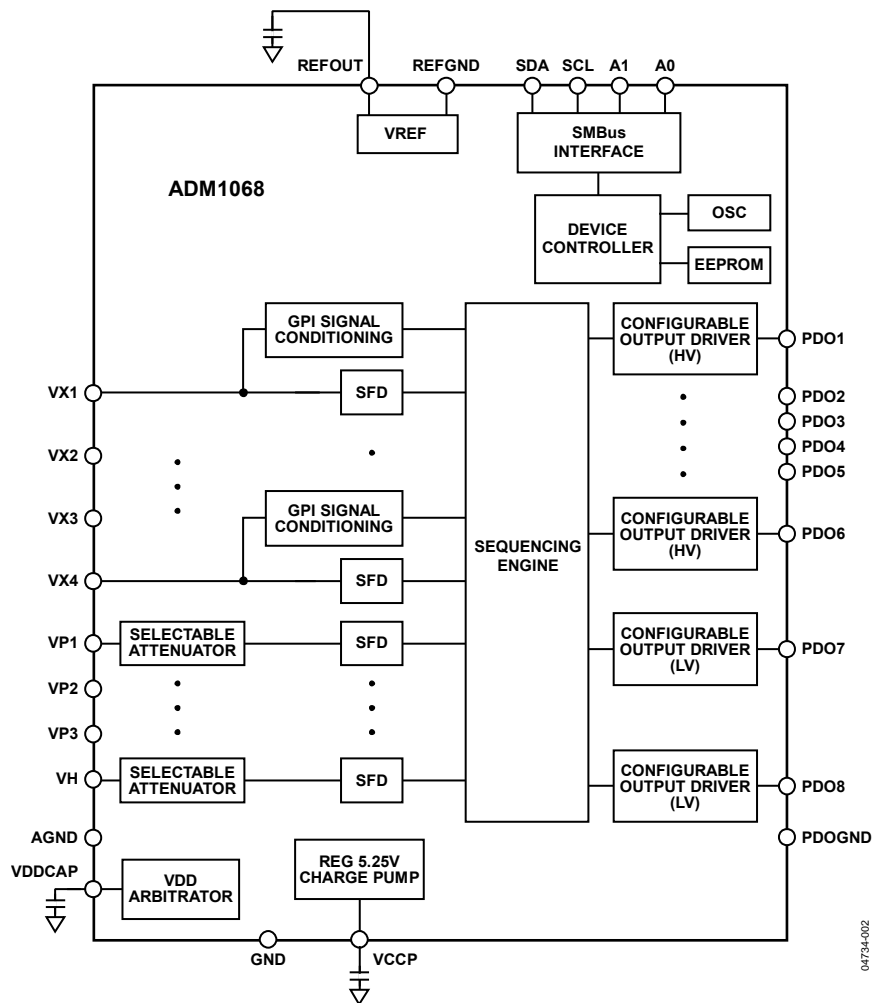 REFOUT
REFGND
SDA
SCL
A1
A0
VREF
SMBus
INTERFACE
ADM1068
DEVICE
CONTROLLER
OSC
EEPROM
GPI SIGNAL
CONDITIONING
CONFIGURABLE
OUTPUT DRIVER
(HV)
PDO1
VX1
SFD
PDO2
PDO3
PDO4
PDO5
VX2
VX3
GPI SIGNAL
CONDITIONING
SEQUENCING
ENGINE
CONFIGURABLE
OUTPUT DRIVER
(HV)
PDO6
VX4
SFD
VP1
SELECTABLE
ATTENUATOR
SFD
CONFIGURABLE
OUTPUT DRIVER
(LV)
PDO7
VP2
VP3
VH
SELECTABLE
ATTENUATOR
SFD
CONFIGURABLE
OUTPUT DRIVER
(LV)
PDO8
AGND
PDOGND
VDDCAP
VDD
ARBITRATOR
REG 5.25V
CHARGE PUMP
GND
VCCP
04734-002